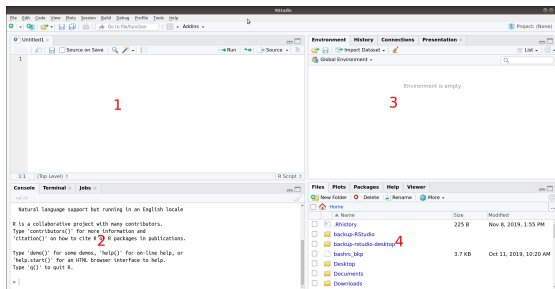 RStudio
File Edit Code View Plots Session Build Debug Profile Tools Help
Go to file/function
Addins
Project: (None)
Untitled1
Source on Save
Run
Source
1
1
1:1
(Top Level)
R Script
Console Terminal Jobs
Natural language support but running in an English locale
R is a collaborative project with many contributors.
Type 'contributors()' for more information and
'citation()' on how to cite R or R packages in publications.
2
Type 'demo()' for some demos, 'help()' for on-line help, or
'help.start()' for an HTML browser interface to help.
Type 'q()' to quit R.
>
Environment History Connections Presentation
Import Dataset
List
Global Environment
Environment is empty
3
Files Plots Packages Help Viewer
New Folder Delete Rename More
Home
Name Size Modified
.Rhistory 225 B Nov 8, 2019, 1:55 PM
backup-RStudio
backup-rstudio-desktop
4
bashrc_bkp 3.7 KB Oct 11, 2019, 10:20 AM
Desktop
Documents
Downloads